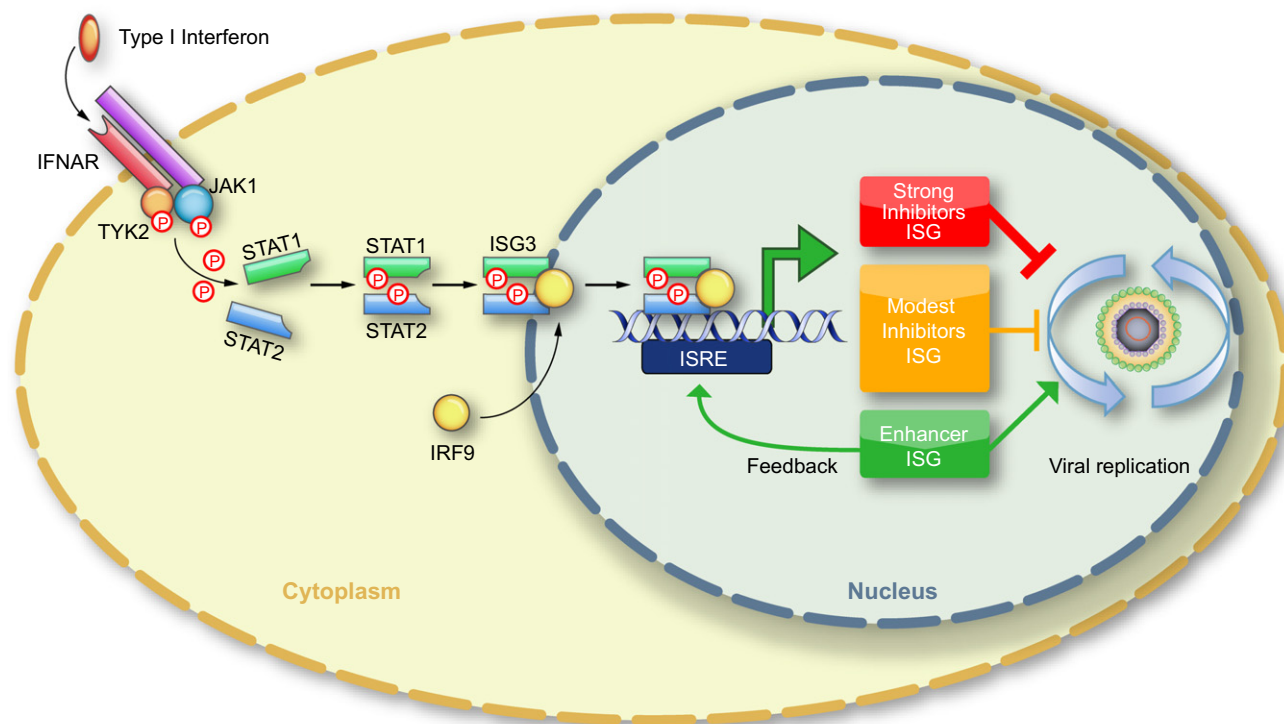 Type I Interferon
IFNAR
JAK1
TYK2
P
P
P
P
STAT1
STAT2
STAT1
P
P
STAT2
ISG3
P
P
IRF9
P
P
ISRE
Strong
Inhibitors
ISG
Modest
Inhibitors
ISG
Enhancer
ISG
Feedback
Viral replication
Cytoplasm
Nucleus